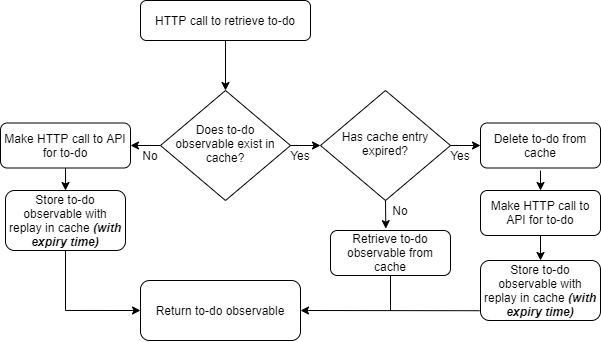 HTTP call to retrieve to-do
Does to-do
observable exist in
cache?
No
Yes
Make HTTP call to API
for to-do
Store to-do
observable with
replay in cache (with
expiry time)
Has cache entry
expired?
Yes
No
Delete to-do from
cache
Make HTTP call to
API for to-do
Retrieve to-do
observable from
cache
Store to-do
observable with
replay in cache (with
expiry time)
Return to-do observable